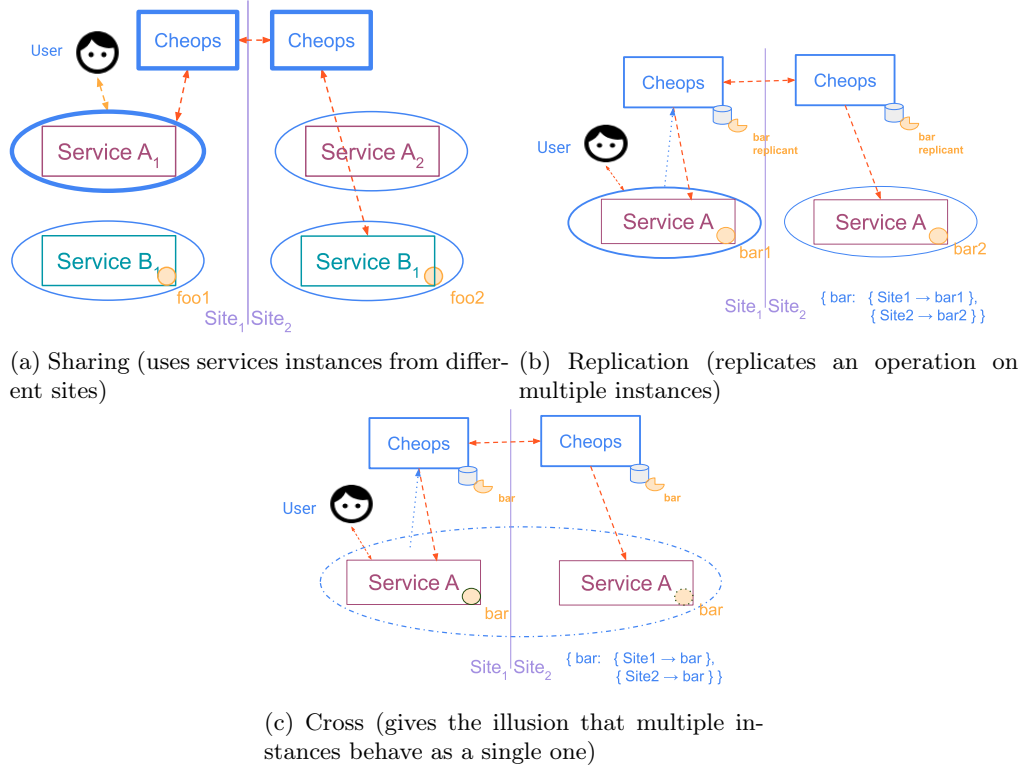 User
Cheops
Cheops
Service A1
Service A2
Service B1
foo1
Service B1
foo2
Site1 Site2
(a) Sharing (uses services instances from differ-
ent sites)
Cheops
Cheops
bar
replicant
bar
replicant
User
Service A
bar1
Service A
bar2
Site1 Site2
{ bar: { Site1 → bar1 },
{ Site2 → bar2 } }
(b) Replication (replicates an operation on
multiple instances)
Cheops
Cheops
bar
bar
User
Service A
bar
Service A
bar
Site1 Site2
{ bar: { Site1 → bar },
{ Site2 → bar } }
(c) Cross (gives the illusion that multiple in-
stances behave as a single one)